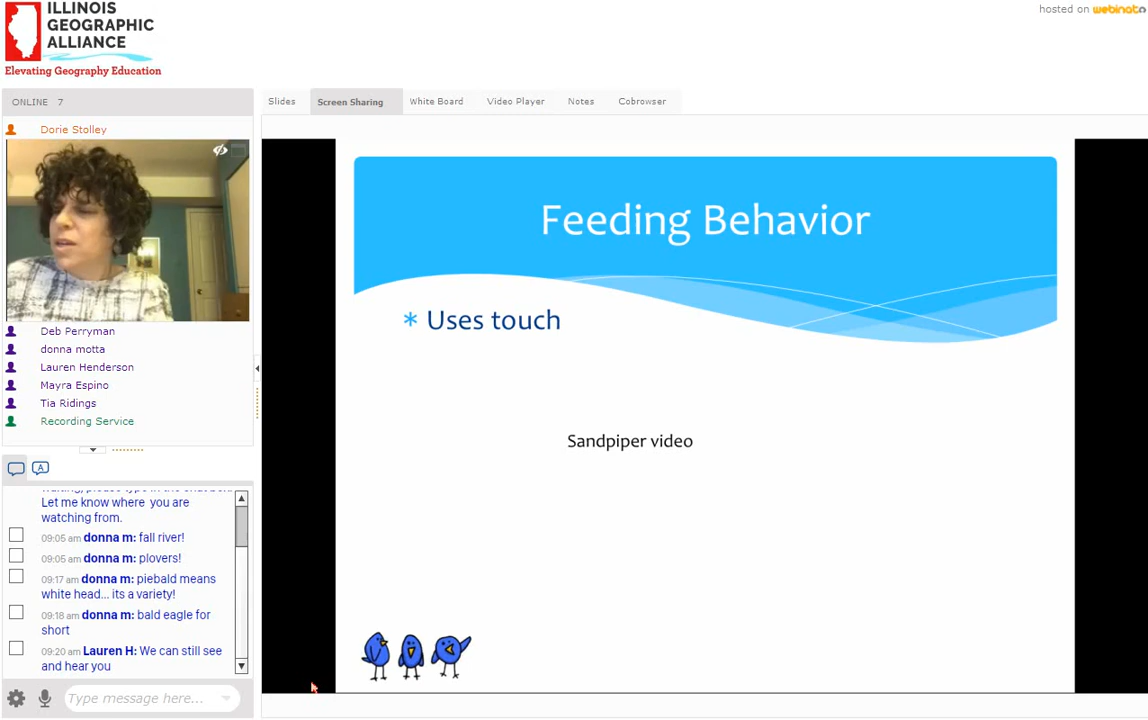 ILLINOIS
GEOGRAPHIC
ALLIANCE
Elevating Geography Education
hosted on webinato
ONLINE 7
Slides
Screen Sharing
White Board
Video Player
Notes
Cobrowser
Dorie Stolley
Deb Perryman
donna motta
Lauren Henderson
Mayra Espino
Tia Ridings
Recording Service
A
Let me know where you are
watching from.
09:05 am donna m: fall river!
09:05 am donna m: plovers!
09:17 am donna m: piebald means
white head... its a variety!
09:18 am donna m: bald eagle for
short
09:20 am Lauren H: We can still see
and hear you
Type message here...
Feeding Behavior
* Uses touch
Sandpiper video